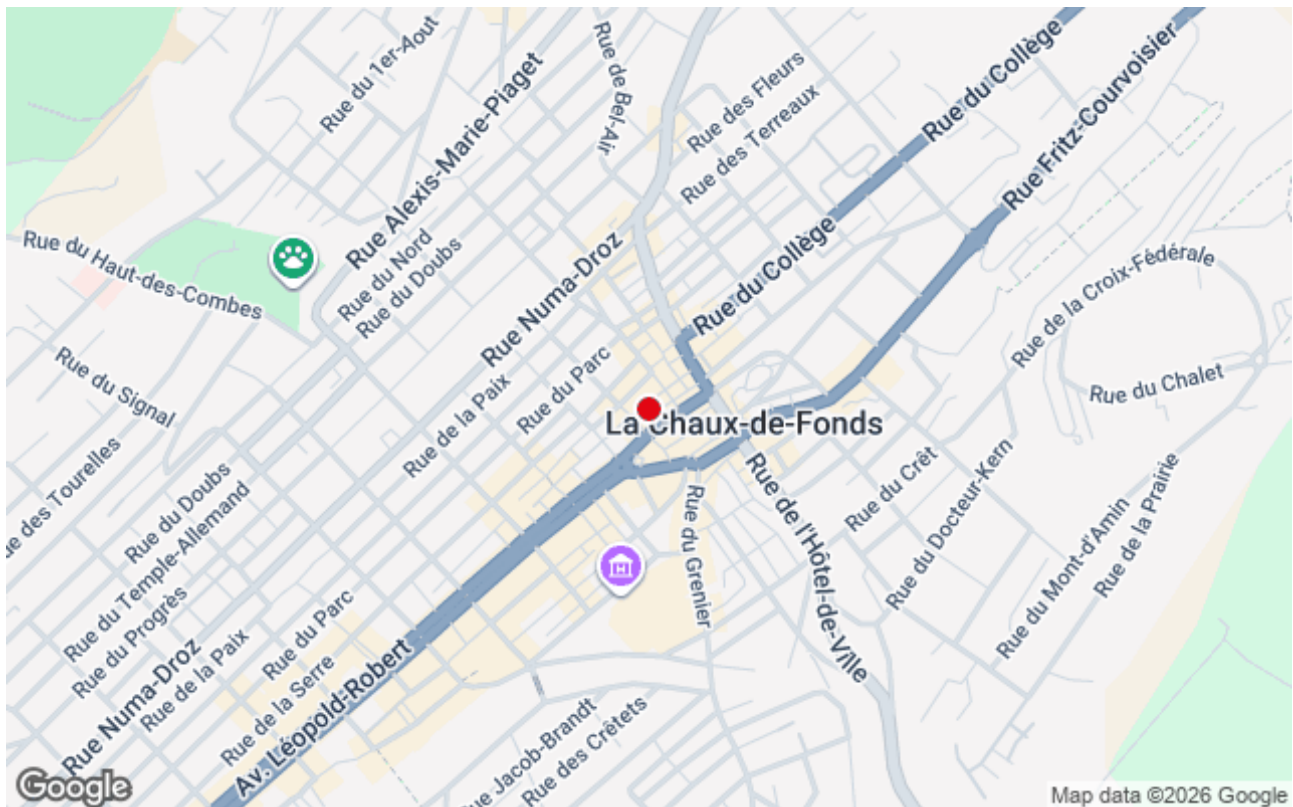 Rue du 1er-Aout
Rue Alexis-Marie-Piaget
Rue de Bel-Air
Rue des Fleurs
Rue des Terreaux
Rue du Collège
Rue Fritz-Courvoisier
Rue du Haut-des-Combes
Rue du Nord
Rue du Doubs
Rue Numa-Droz
Rue du Collège
Rue de la Croix-Fédérale
Rue du Signal
Rue de la Paix
Rue du Parc
Rue du Chalet
La Chaux-de-Fonds
Rue des Tourelles
Rue du Doubs
Rue du Temple-Allemand
Rue du Progrès
Rue Numa-Droz
Rue de la Paix
Rue du Parc
Rue de la Serre
Av. Léopold-Robert
Rue du Grenier
Rue de l'Hôtel-de-Ville
Rue du Crêt
Rue du Docteur-Kern
Rue du Mont-d'Amin
Rue de la Prairie
Rue Jacob-Brandt
Rue des Crêtets
Google
Map data ©2026 Google